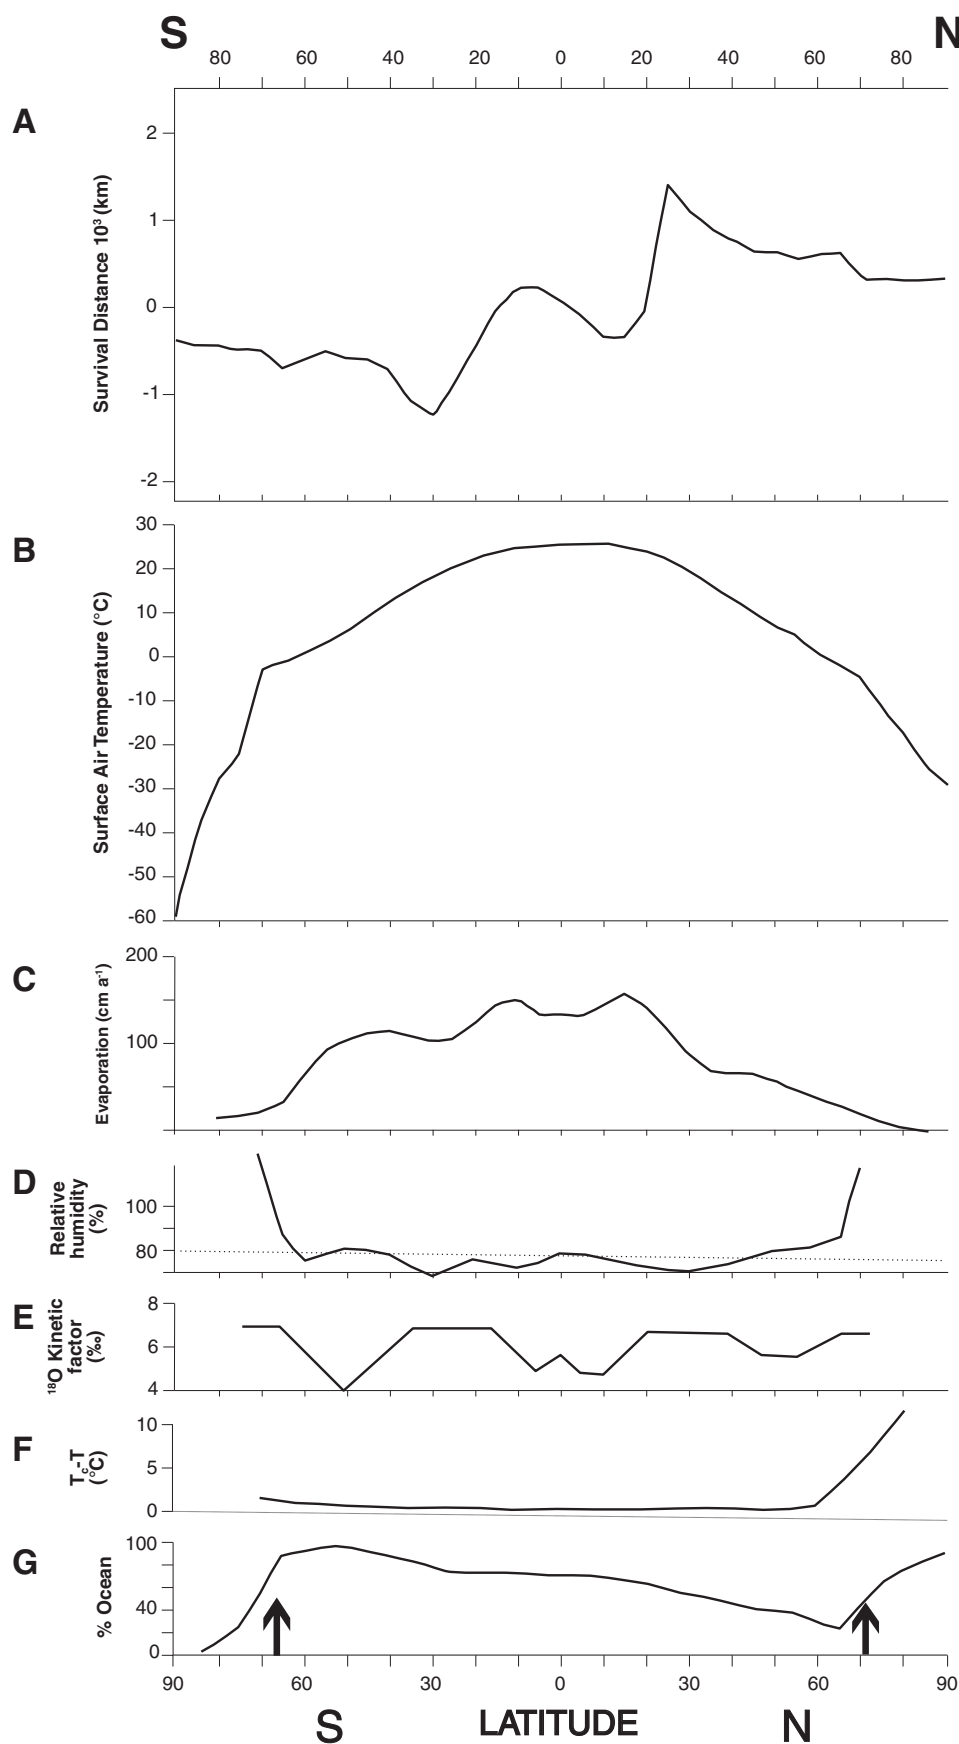 S N
80 60 40 20 0 20 40 60 80
A
Survival Distance 10³ (km)
2
1
0
-1
-2
B
Surface Air Temperature (°C)
30
20
10
0
-10
-20
-30
-40
-50
-60
C
Evaporation (cm a⁻¹)
200
100
D
Relative
humidity
(%)
100
80
E
¹⁸O Kinetic
factor
(‰)
8
6
4
F
Tc-T
(°C)
10
5
0
G
% Ocean
100
40
0
90 60 30 0 30 60 90
S LATITUDE N